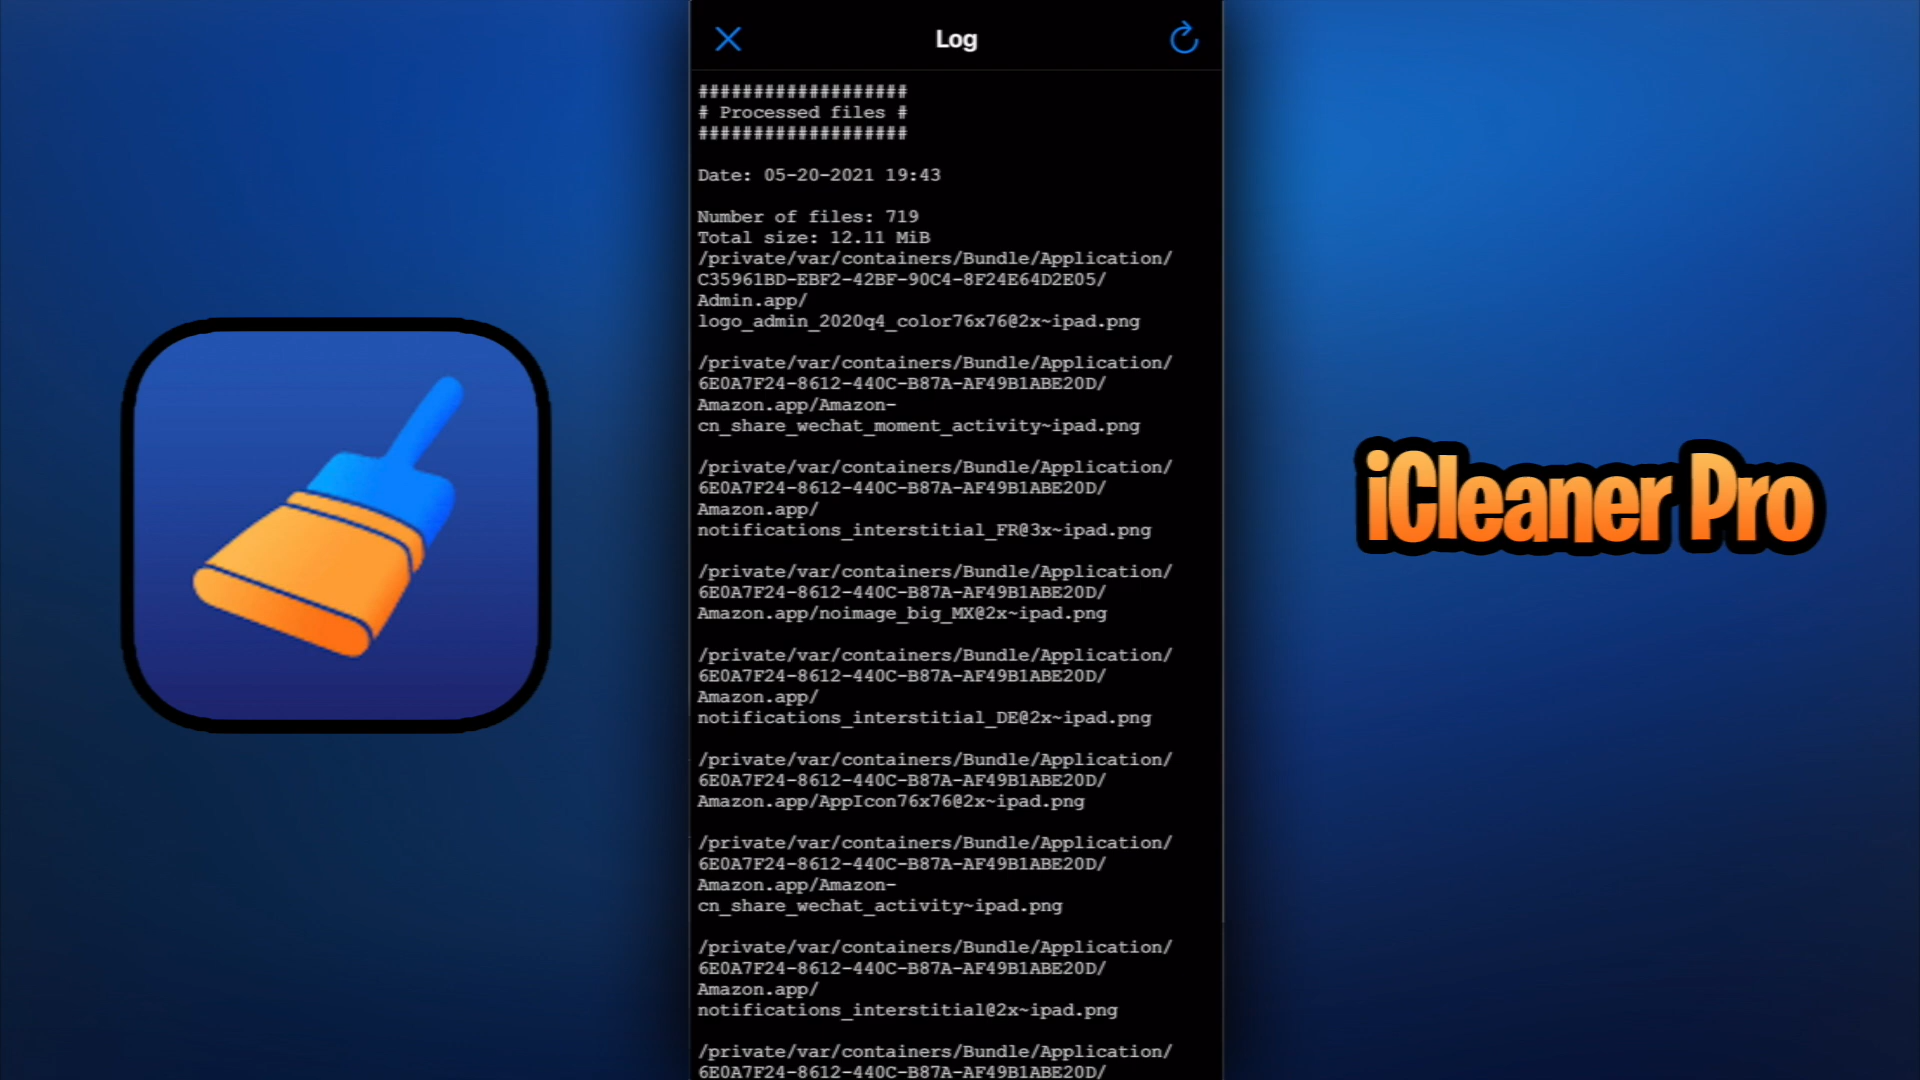 Log
###################
# Processed files #
###################
Date: 05-20-2021 19:43
Number of files: 719
Total size: 12.11 MiB
/private/var/containers/Bundle/Application/
C35961BD-EBF2-42BF-90C4-8F24E64D2E05/
Admin.app/
logo_admin_2020q4_color76x76@2x~ipad.png
/private/var/containers/Bundle/Application/
6E0A7F24-8612-440C-B87A-AF49B1ABE20D/
Amazon.app/Amazon-
cn_share_wechat_moment_activity~ipad.png
/private/var/containers/Bundle/Application/
6E0A7F24-8612-440C-B87A-AF49B1ABE20D/
Amazon.app/
notifications_interstitial_FR@3x~ipad.png
/private/var/containers/Bundle/Application/
6E0A7F24-8612-440C-B87A-AF49B1ABE20D/
Amazon.app/noimage_big_MX@2x~ipad.png
/private/var/containers/Bundle/Application/
6E0A7F24-8612-440C-B87A-AF49B1ABE20D/
Amazon.app/
notifications_interstitial_DE@2x~ipad.png
/private/var/containers/Bundle/Application/
6E0A7F24-8612-440C-B87A-AF49B1ABE20D/
Amazon.app/AppIcon76x76@2x~ipad.png
/private/var/containers/Bundle/Application/
6E0A7F24-8612-440C-B87A-AF49B1ABE20D/
Amazon.app/Amazon-
cn_share_wechat_activity~ipad.png
/private/var/containers/Bundle/Application/
6E0A7F24-8612-440C-B87A-AF49B1ABE20D/
Amazon.app/
notifications_interstitial@2x~ipad.png
/private/var/containers/Bundle/Application/
6E0A7F24-8612-440C-B87A-AF49B1ABE20D/
iCleaner Pro